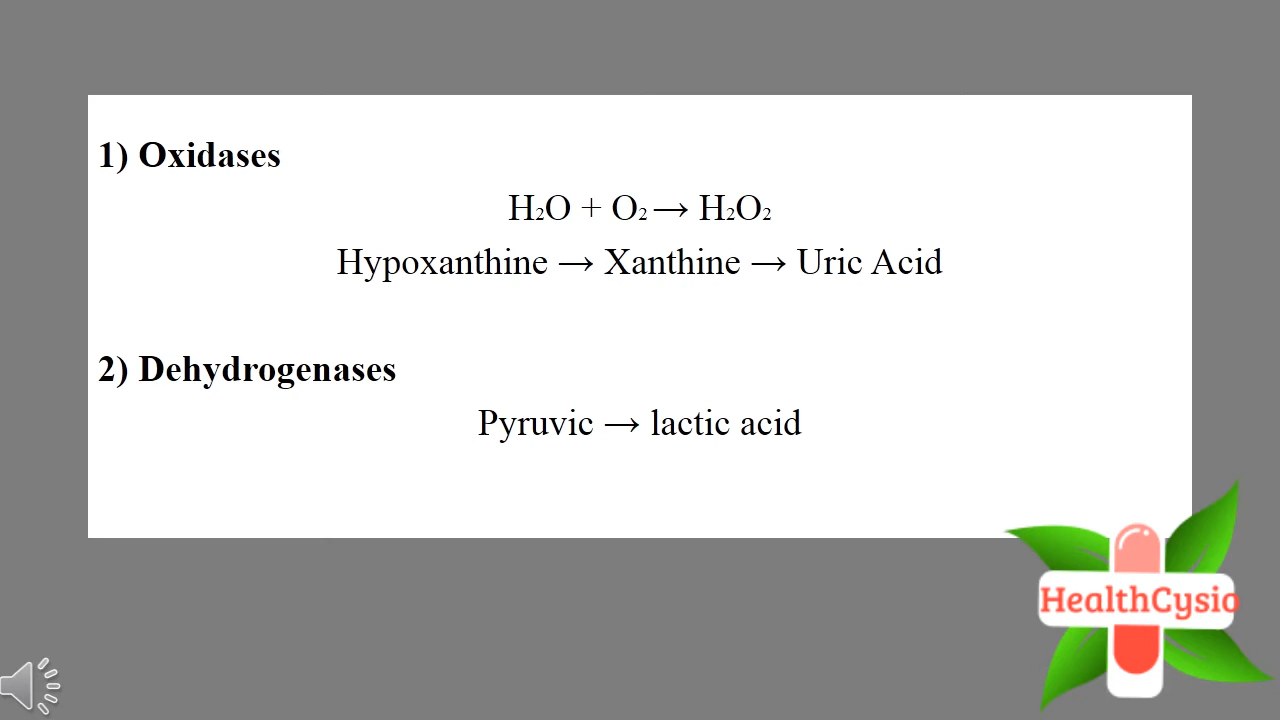 1) Oxidases
H₂O + O₂ → H₂O₂
Hypoxanthine → Xanthine → Uric Acid
2) Dehydrogenases
Pyruvic → lactic acid
HealthCysio